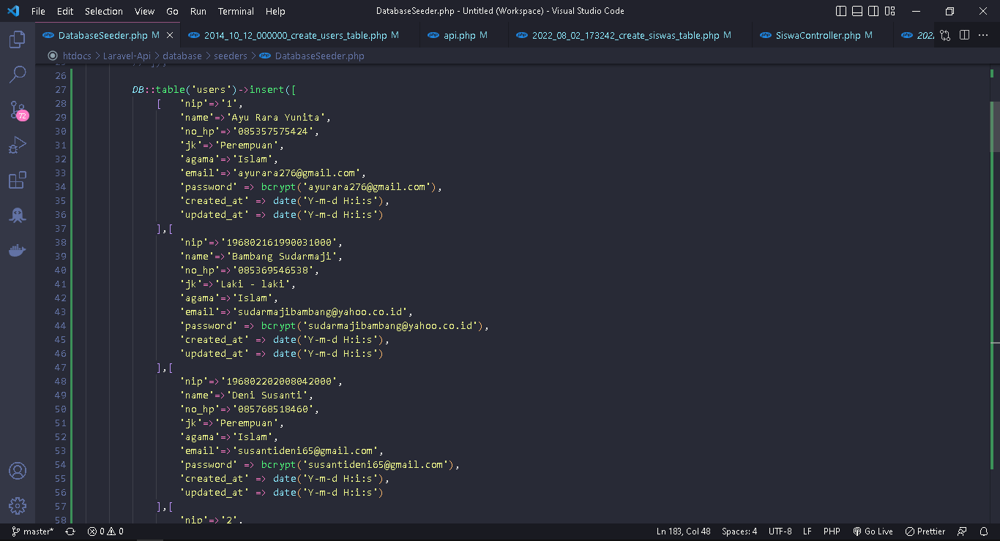 File Edit Selection View Go Run Terminal Help DatabaseSeeder.php - Untitled (Workspace) - Visual Studio Code
DatabaseSeeder.php M 2014_10_12_000000_create_users_table.php M api.php M 2022_08_02_173242_create_siswas_table.php M SiswaController.php M
htdocs > Laravel-Api > database > seeders > DatabaseSeeder.php
26
27 DB::table('users')->insert([
28 [ 'nip'=>'1',
29 'name'=>'Ayu Rara Yunita',
30 'no_hp'=>'085357575424',
31 'jk'=>'Perempuan',
32 'agama'=>'Islam',
33 'email'=>'ayurara276@gmail.com',
34 'password' => bcrypt('ayurara276@gmail.com'),
35 'created_at' => date('Y-m-d H:i:s'),
36 'updated_at' => date('Y-m-d H:i:s')
37 ],[
38 'nip'=>'196802161990031000',
39 'name'=>'Bambang Sudarmaji',
40 'no_hp'=>'085369546538',
41 'jk'=>'Laki - laki',
42 'agama'=>'Islam',
43 'email'=>'sudarmajibambang@yahoo.co.id',
44 'password' => bcrypt('sudarmajibambang@yahoo.co.id'),
45 'created_at' => date('Y-m-d H:i:s'),
46 'updated_at' => date('Y-m-d H:i:s')
47 ],[
48 'nip'=>'196802202008042000',
49 'name'=>'Deni Susanti',
50 'no_hp'=>'085768518460',
51 'jk'=>'Perempuan',
52 'agama'=>'Islam',
53 'email'=>'susantideni65@gmail.com',
54 'password' => bcrypt('susantideni65@gmail.com'),
55 'created_at' => date('Y-m-d H:i:s'),
56 'updated_at' => date('Y-m-d H:i:s')
57 ],[
58 'nip'=>'2',
72
master* 0 0 Ln 183, Col 48 Spaces: 4 UTF-8 LF PHP Go Live Prettier